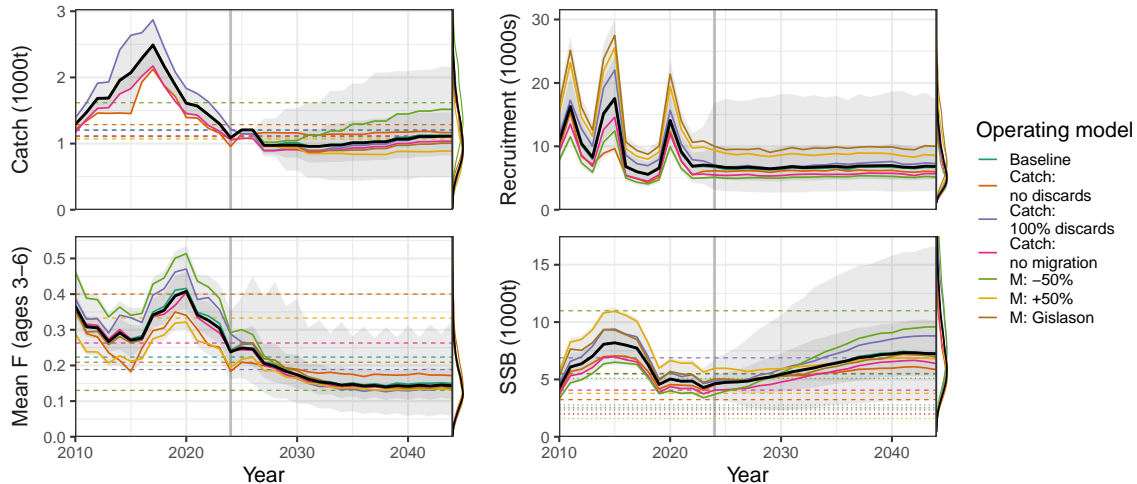 Catch (1000t)
3
2
1
0
Recruitment (1000s)
30
20
10
0
Mean F (ages 3−6)
0.5
0.4
0.3
0.2
0.1
0.0
2010
2020
2030
2040
Year
SSB (1000t)
15
10
5
0
2010
2020
2030
2040
Year
Operating model
Baseline
Catch:
no discards
Catch:
100% discards
Catch:
no migration
M: −50%
M: +50%
M: Gislason